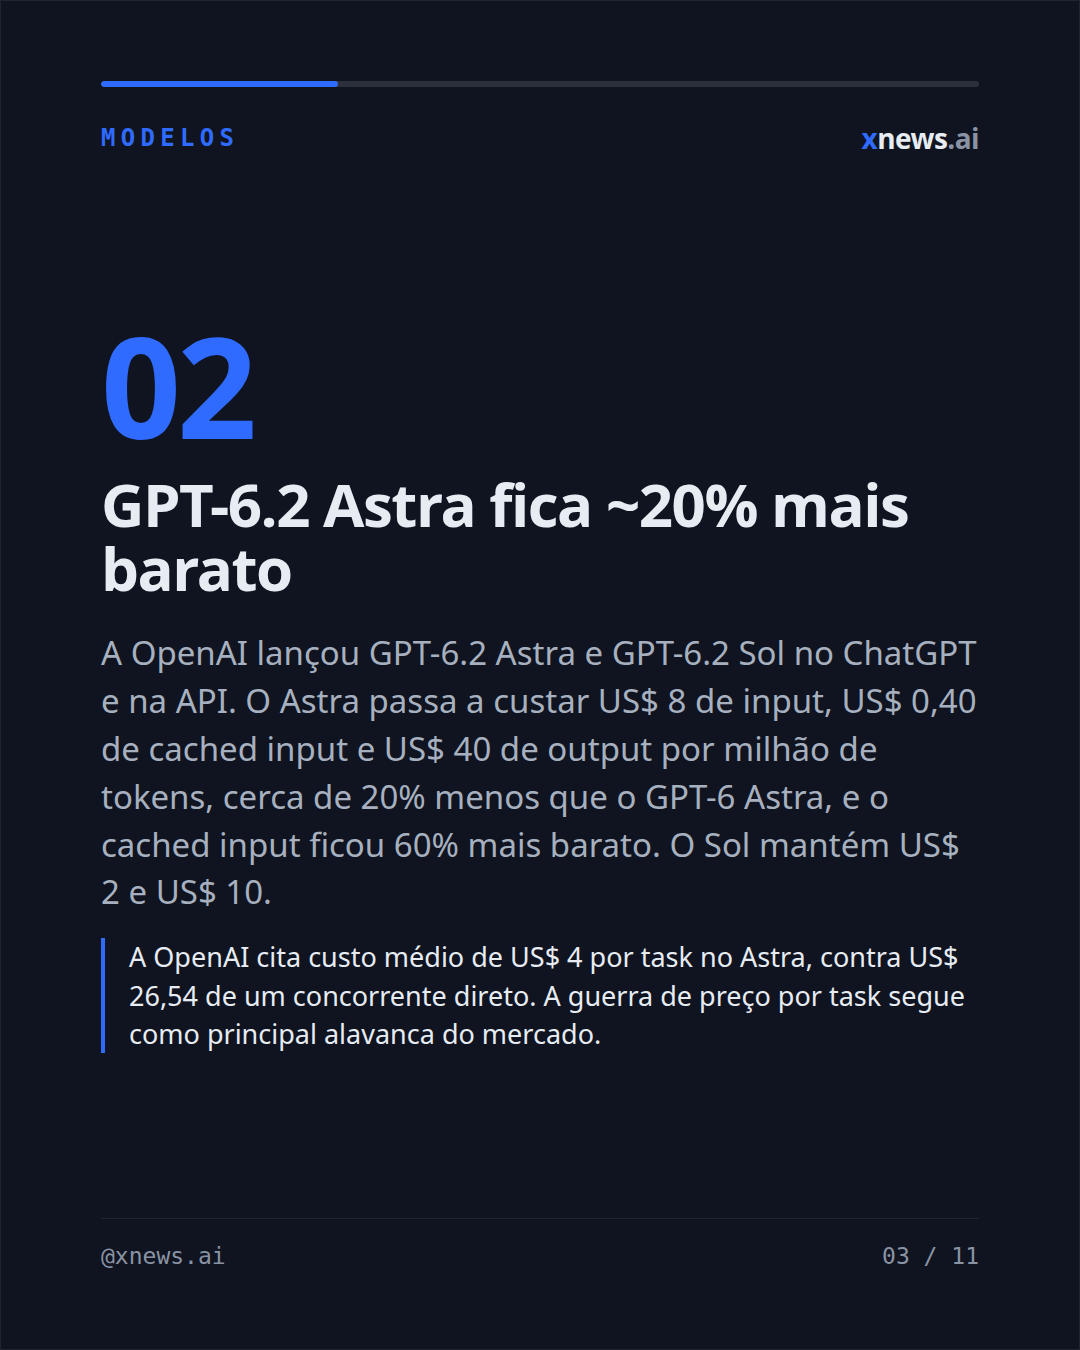 MODELOS
xnews.ai
02
GPT-6.2 Astra fica ~20% mais
barato
A OpenAI lançou GPT-6.2 Astra e GPT-6.2 Sol no ChatGPT
e na API. O Astra passa a custar US$ 8 de input, US$ 0,40
de cached input e US$ 40 de output por milhão de
tokens, cerca de 20% menos que o GPT-6 Astra, e o
cached input ficou 60% mais barato. O Sol mantém US$
2 e US$ 10.
A OpenAI cita custo médio de US$ 4 por task no Astra, contra US$
26,54 de um concorrente direto. A guerra de preço por task segue
como principal alavanca do mercado.
@xnews.ai
03 / 11